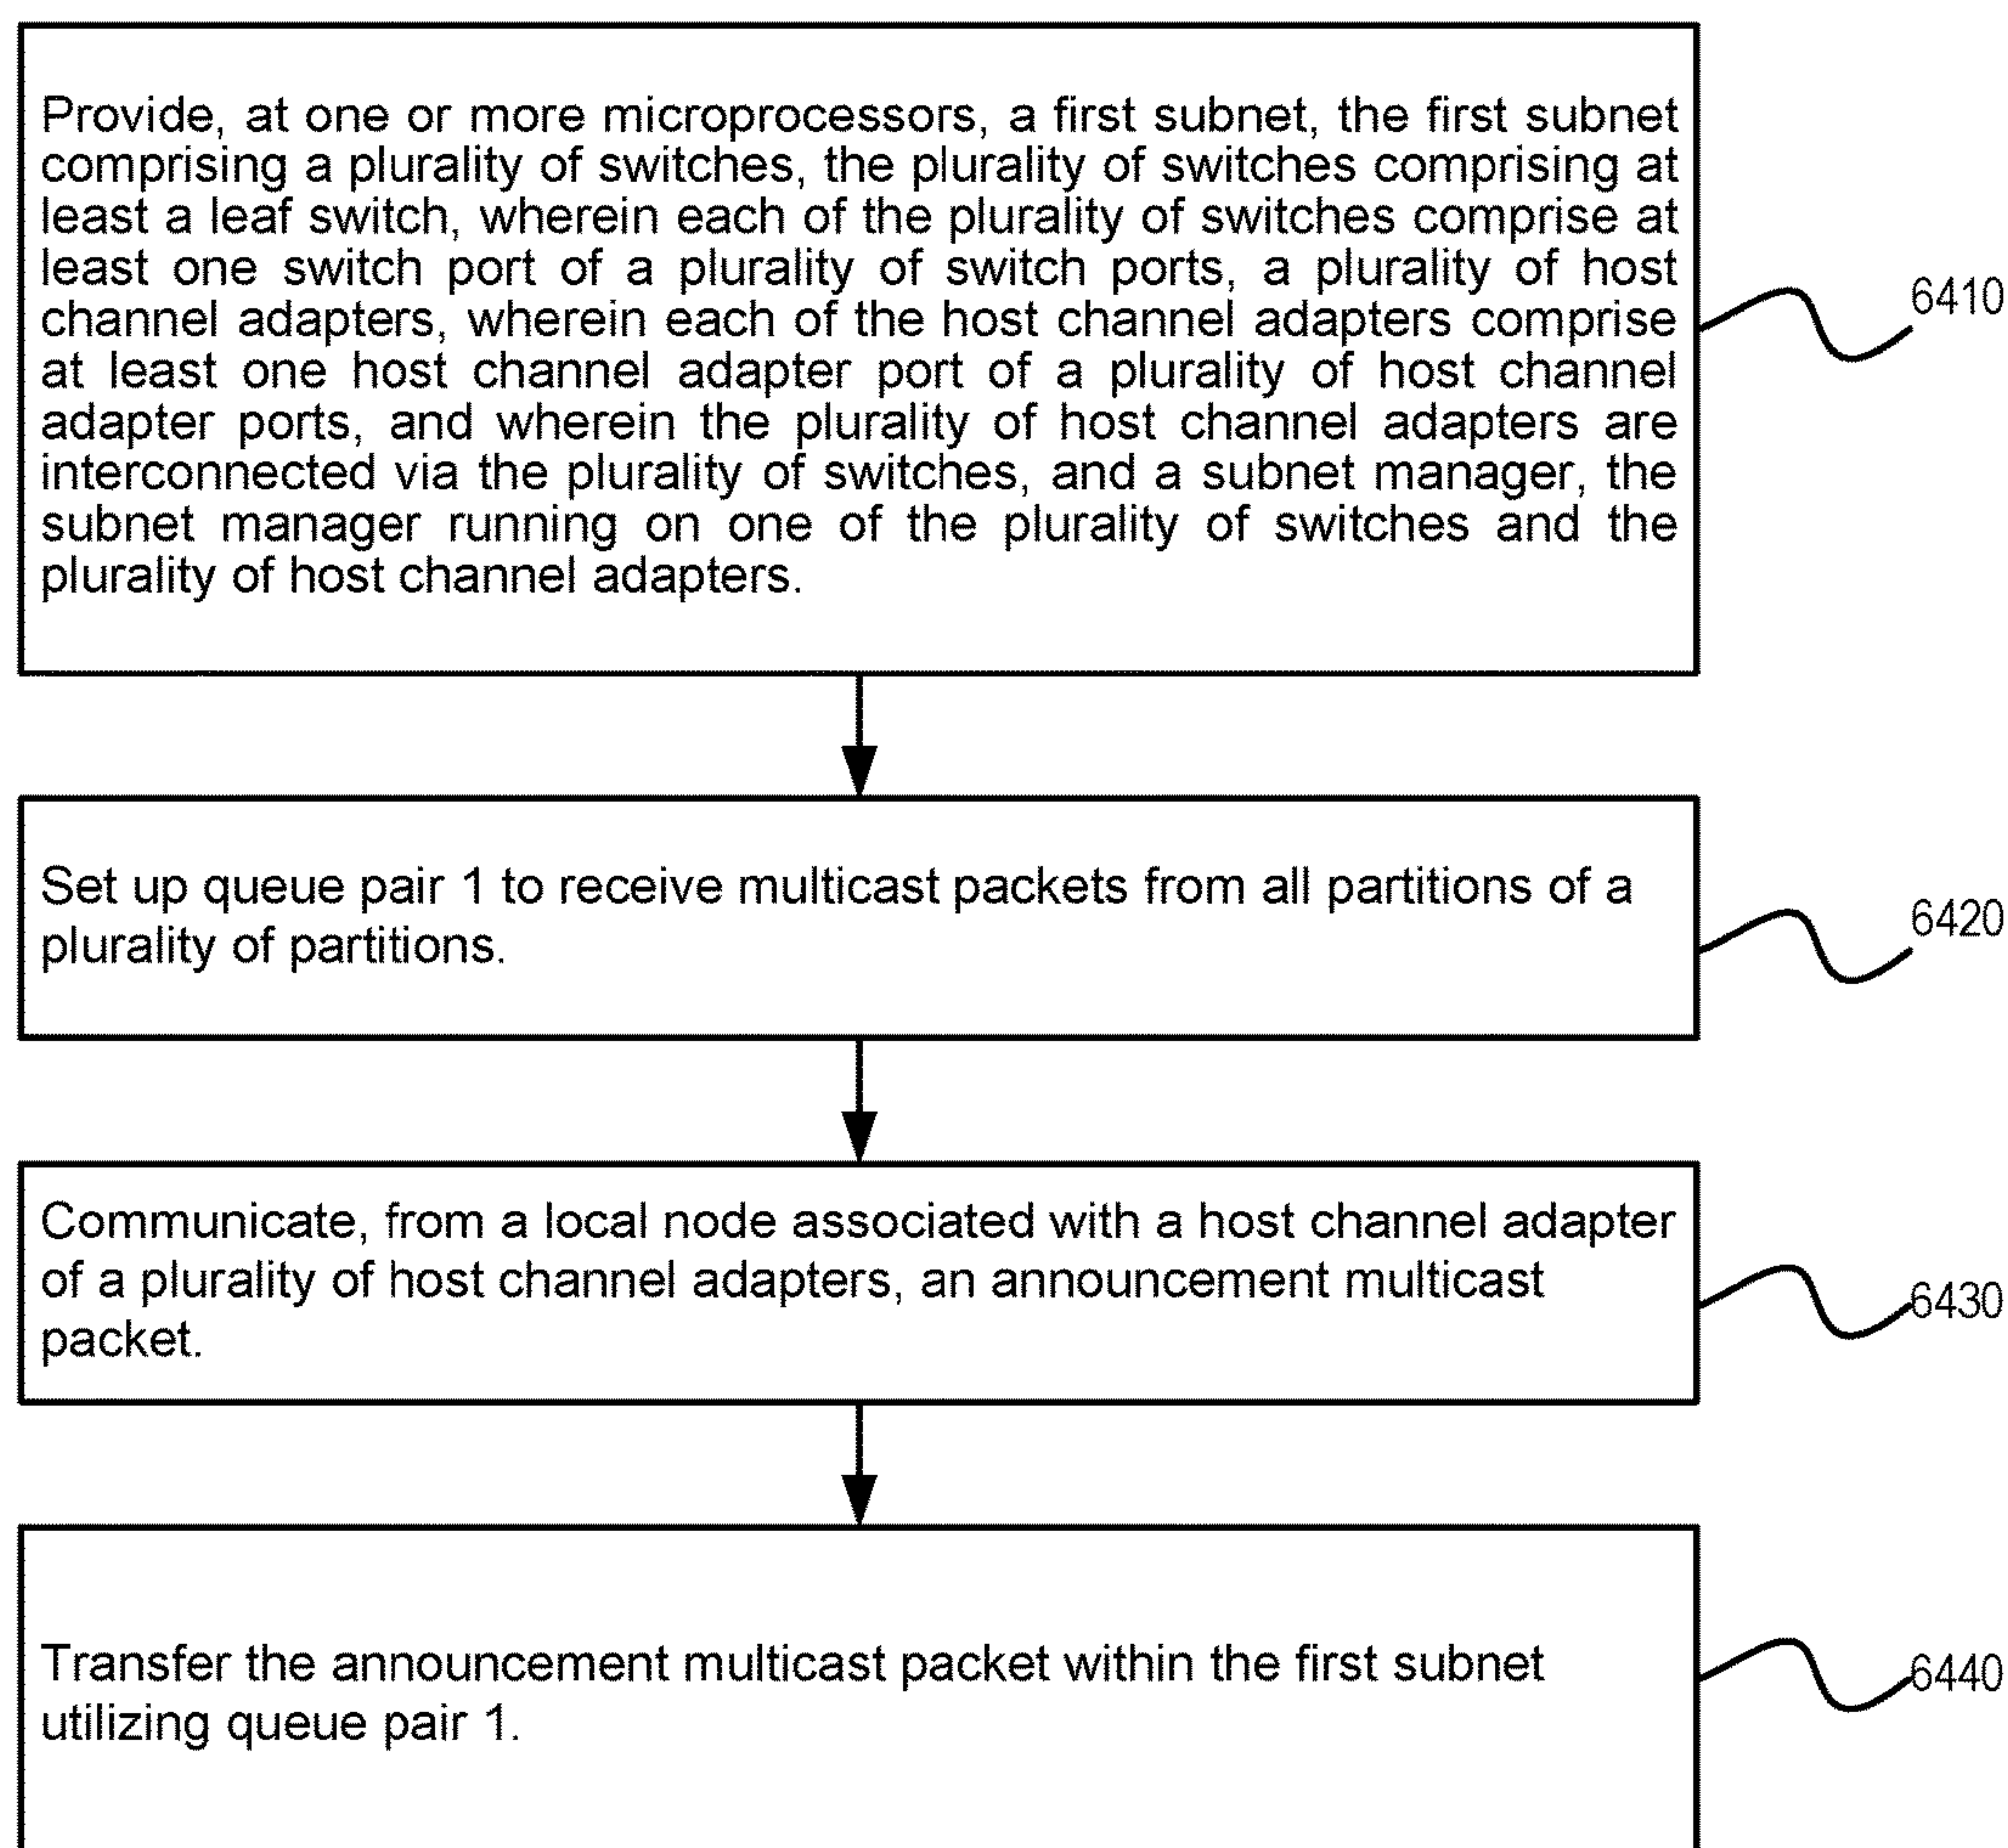 Provide, at one or more microprocessors, a first subnet, the first subnet
comprising a plurality of switches, the plurality of switches comprising at
least a leaf switch, wherein each of the plurality of switches comprise at
least one switch port of a plurality of switch ports, a plurality of host
channel adapters, wherein each of the host channel adapters comprise
at least one host channel adapter port of a plurality of host channel
adapter ports, and wherein the plurality of host channel adapters are
interconnected via the plurality of switches, and a subnet manager, the
subnet manager running on one of the plurality of switches and the
plurality of host channel adapters.
6410
Set up queue pair 1 to receive multicast packets from all partitions of a
plurality of partitions.
6420
Communicate, from a local node associated with a host channel adapter
of a plurality of host channel adapters, an announcement multicast
packet.
6430
Transfer the announcement multicast packet within the first subnet
utilizing queue pair 1.
6440